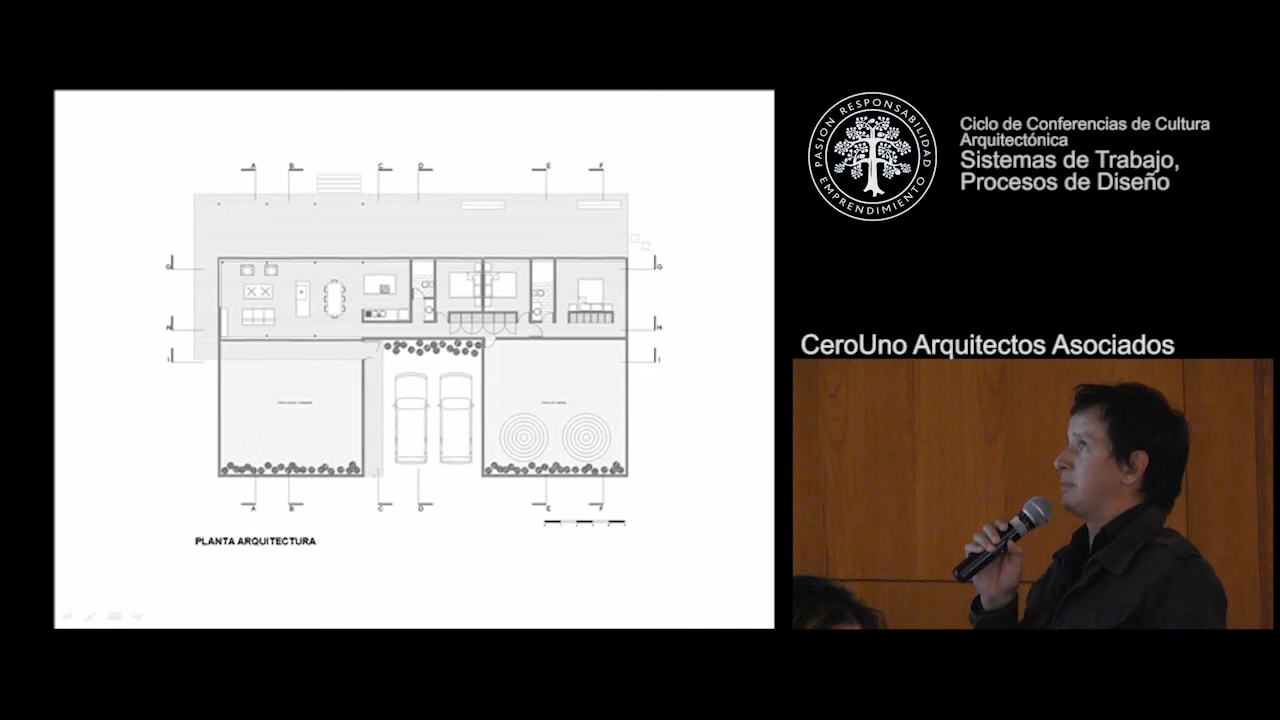 A B C D E F
G G
H H
I I
A B C D E F
PLANTA ARQUITECTURA
PASION RESPONSABILIDAD EMPRENDIMIENTO
Ciclo de Conferencias de Cultura
Arquitectónica
Sistemas de Trabajo,
Procesos de Diseño
CeroUno Arquitectos Asociados